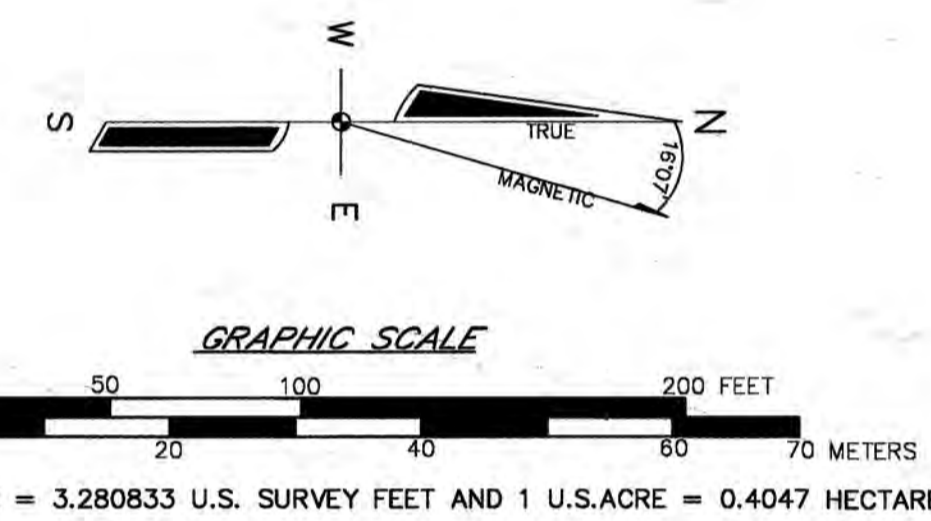 W
S
N
TRUE
16°07'
MAGNETIC
E
GRAPHIC SCALE
50 100 200 FEET
20 40 60 70 METERS
= 3.280833 U.S. SURVEY FEET AND 1 U.S.ACRE = 0.4047